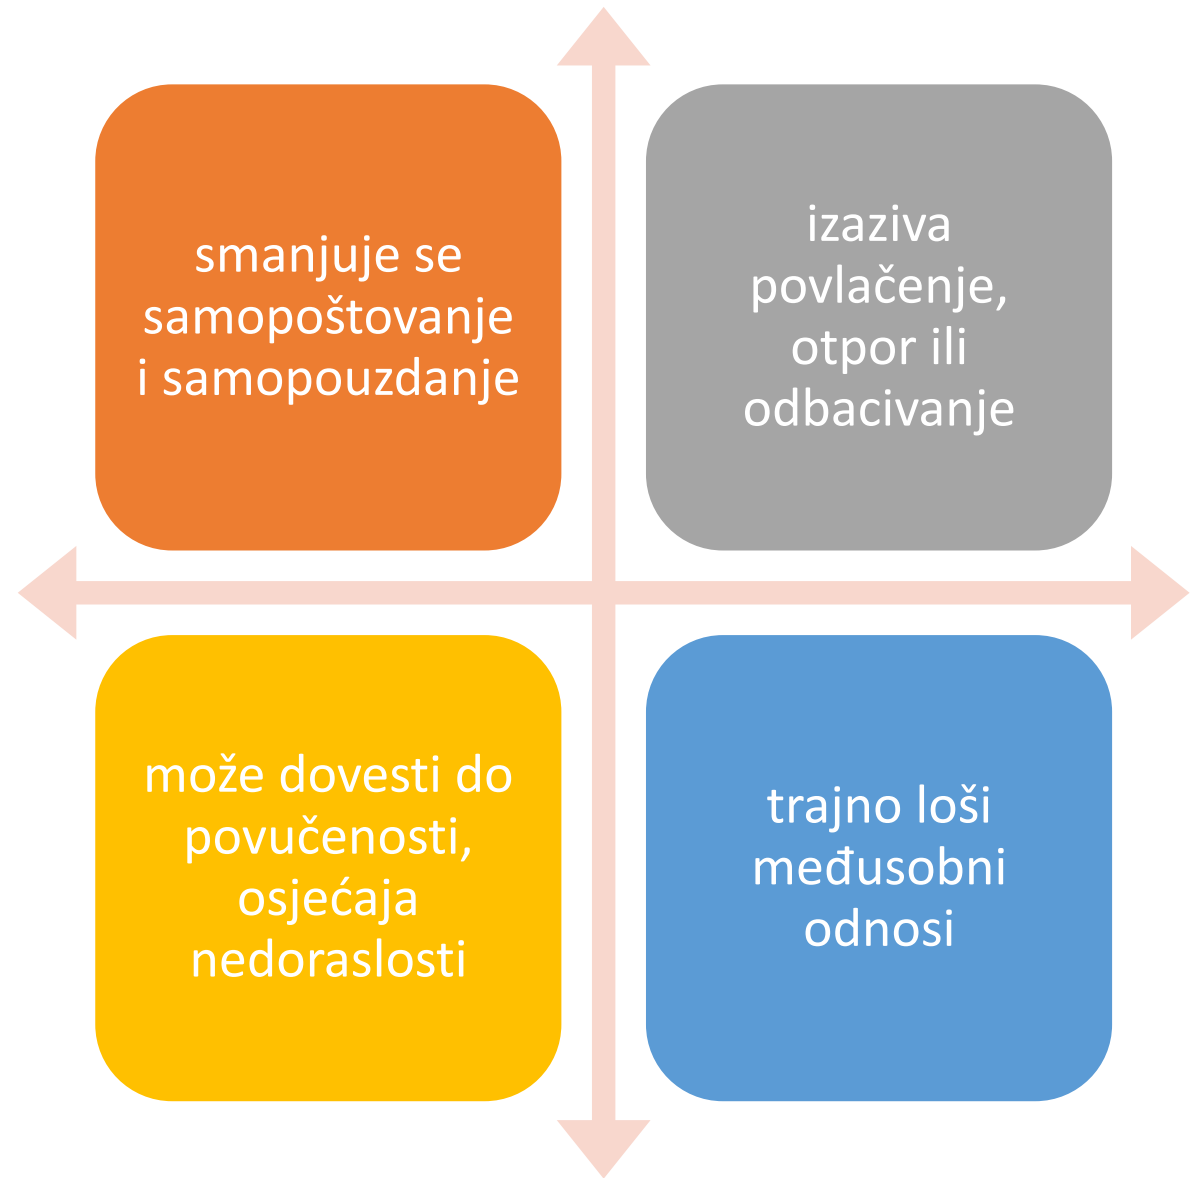 smanjuje se
samopoštovanje
i samopouzdanje
izaziva
povlačenje,
otpor ili
odbacivanje
može dovesti do
povučenosti,
osjećaja
nedoraslosti
trajno loši
međusobni
odnosi